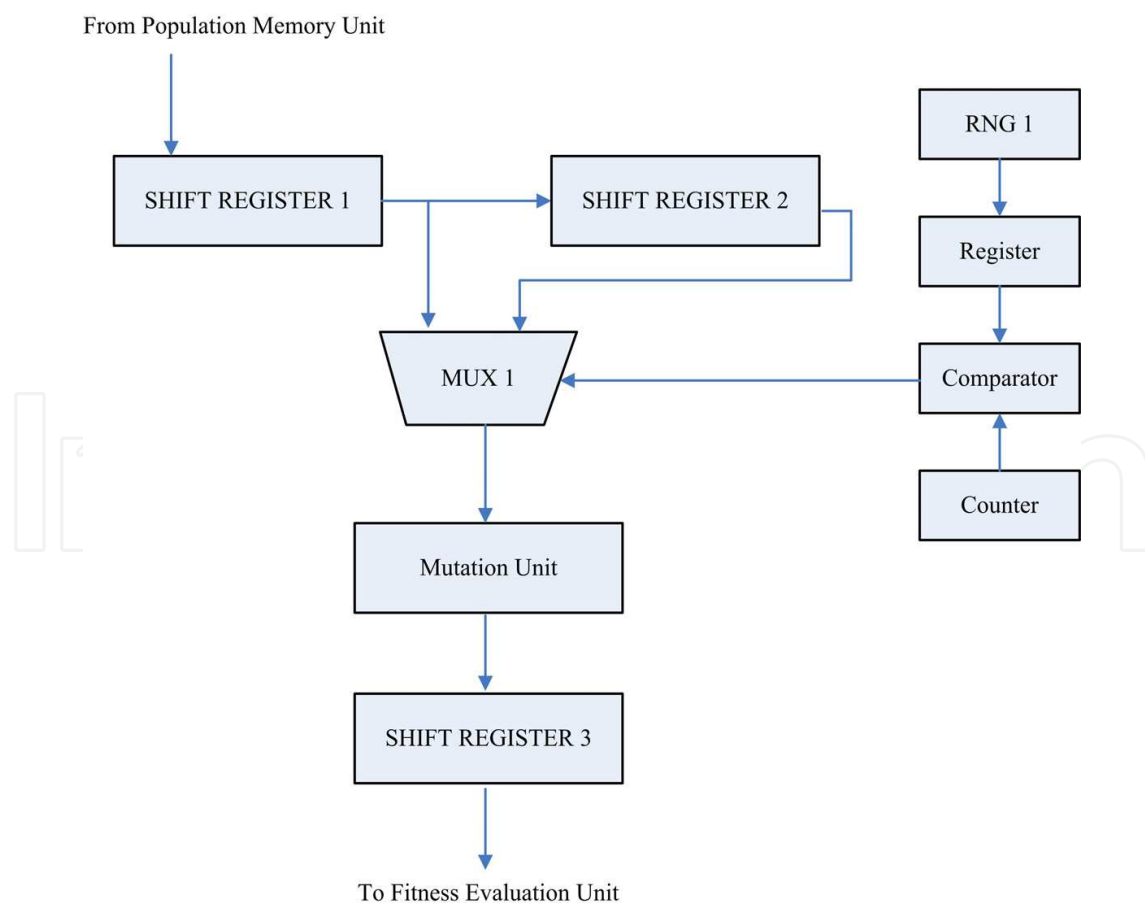 From Population Memory Unit
RNG 1
SHIFT REGISTER 1
SHIFT REGISTER 2
Register
MUX 1
Comparator
Counter
Mutation Unit
SHIFT REGISTER 3
To Fitness Evaluation Unit